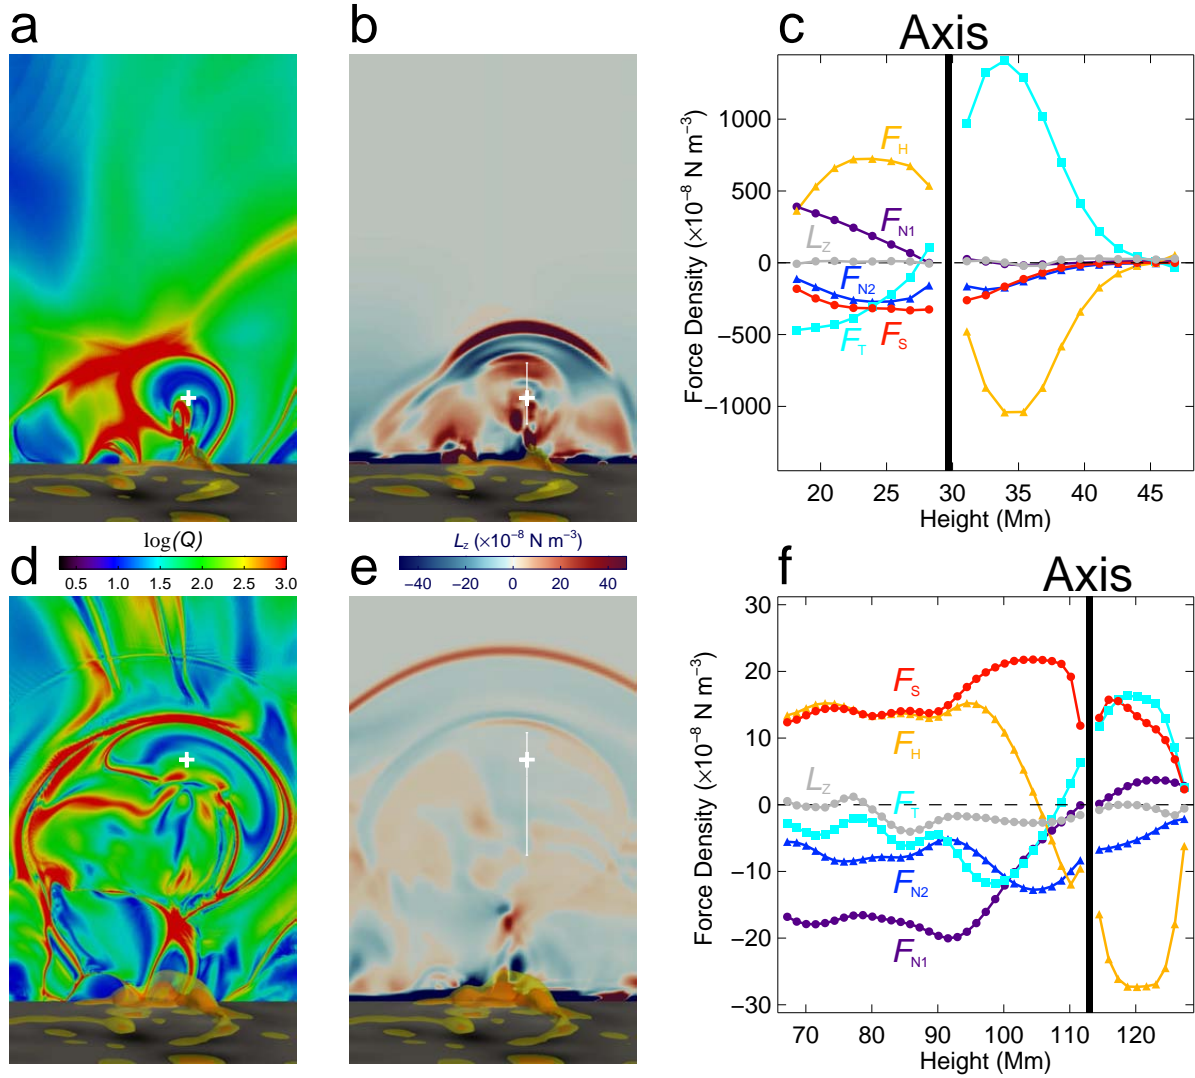 a
b
c
Axis
Force Density (×10⁻⁸ N m⁻³)
1000
500
0
−500
−1000
F_H
F_N1
L_Z
F_N2
F_T
F_S
20 25 30 35 40 45
Height (Mm)
log(Q)
0.5 1.0 1.5 2.0 2.5 3.0
L_z (×10⁻⁸ N m⁻³)
−40 −20 0 20 40
d
e
f
Axis
Force Density (×10⁻⁸ N m⁻³)
30
20
10
0
−10
−20
−30
F_S
F_H
L_Z
F_T
F_N2
F_N1
70 80 90 100 110 120
Height (Mm)